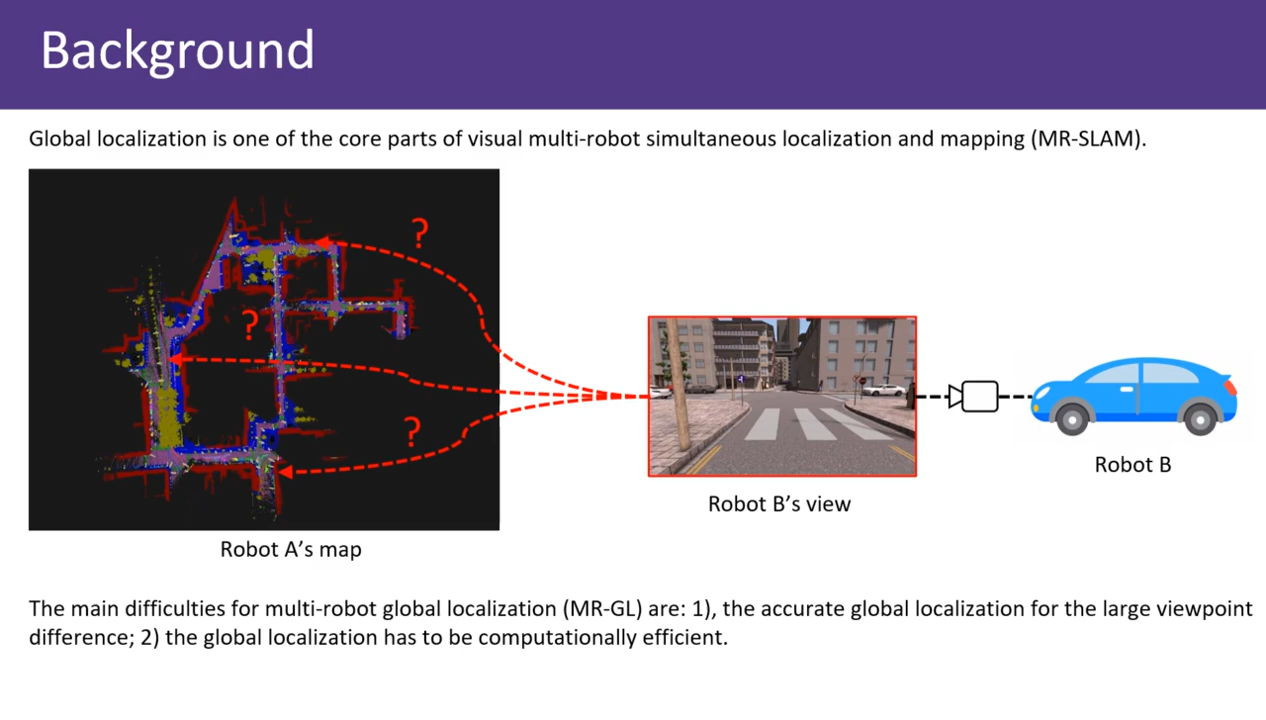 Background
Global localization is one of the core parts of visual multi-robot simultaneous localization and mapping (MR-SLAM).
?
?
?
Robot B
Robot B's view
Robot A's map
The main difficulties for multi-robot global localization (MR-GL) are: 1), the accurate global localization for the large viewpoint
difference; 2) the global localization has to be computationally efficient.